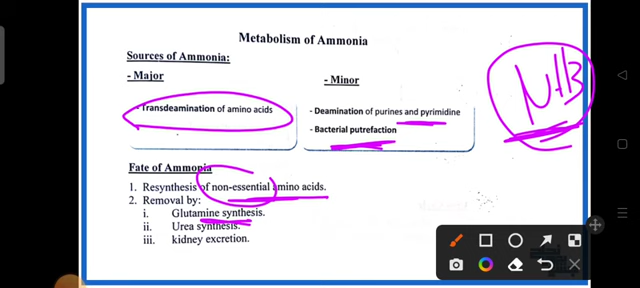 Metabolism of Ammonia
Sources of Ammonia:
- Major
- Minor
- Transdeamination of amino acids
- Deamination of purines and pyrimidine
- Bacterial putrefaction
Fate of Ammonia
1. Resynthesis of non-essential amino acids.
2. Removal by:
i. Glutamine synthesis.
ii. Urea synthesis.
iii. kidney excretion.